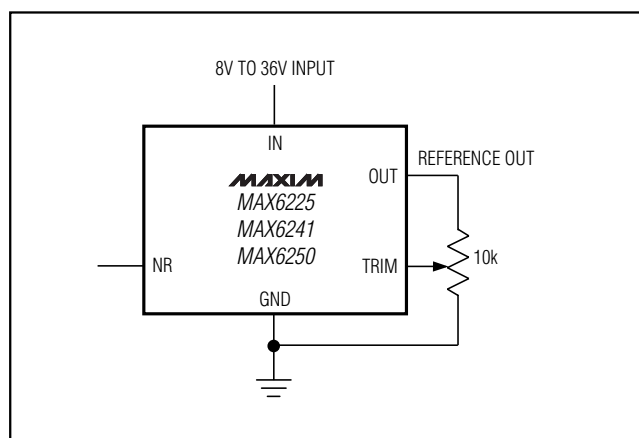 8V TO 36V INPUT
IN
MAXIM
MAX6225
MAX6241
MAX6250
OUT
REFERENCE OUT
NR
TRIM
10k
GND